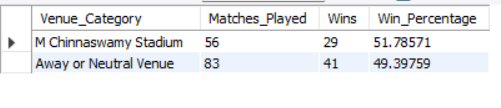 Venue_Category Matches_Played Wins Win_Percentage
M Chinnaswamy Stadium 56 29 51.78571
Away or Neutral Venue 83 41 49.39759